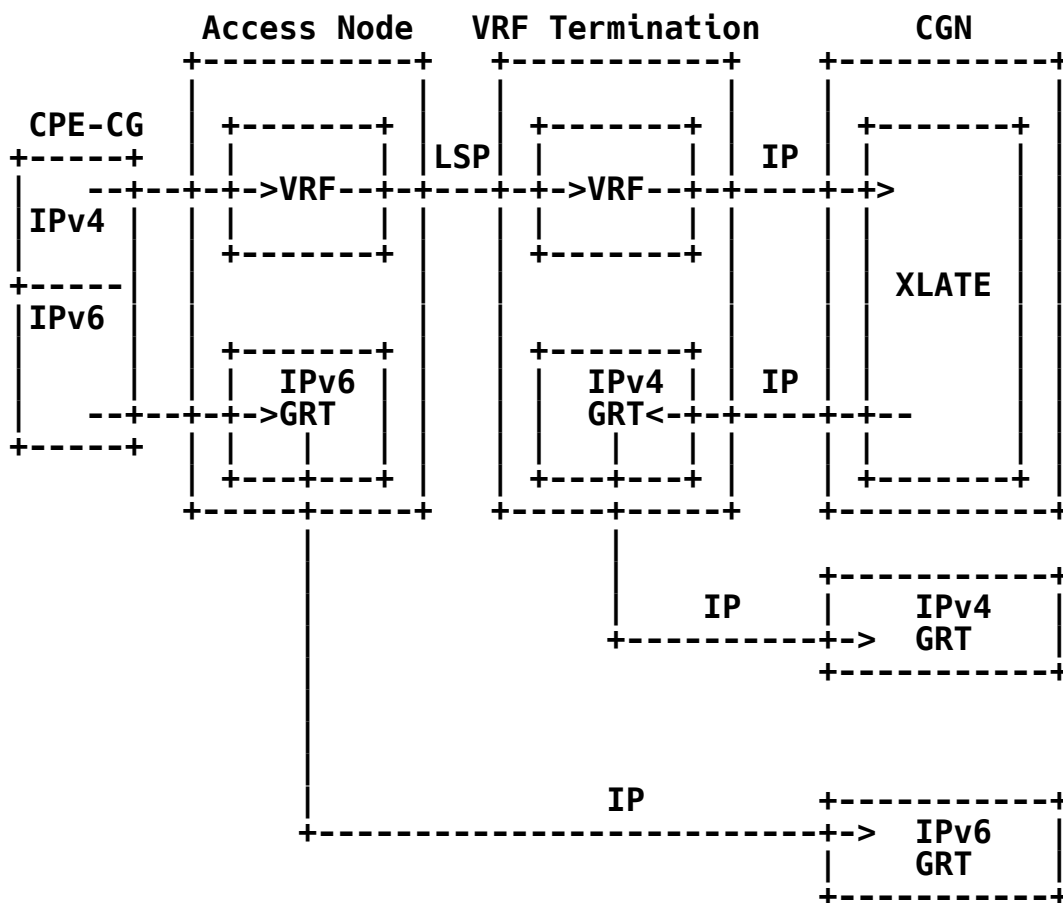 Access Node VRF Termination CGN
CPE-CG
LSP IP
VRF VRF
IPv4
XLATE
IPv6
IPv6 IPv4 IP
GRT GRT
IP IPv4
GRT
IP
IPv6
GRT